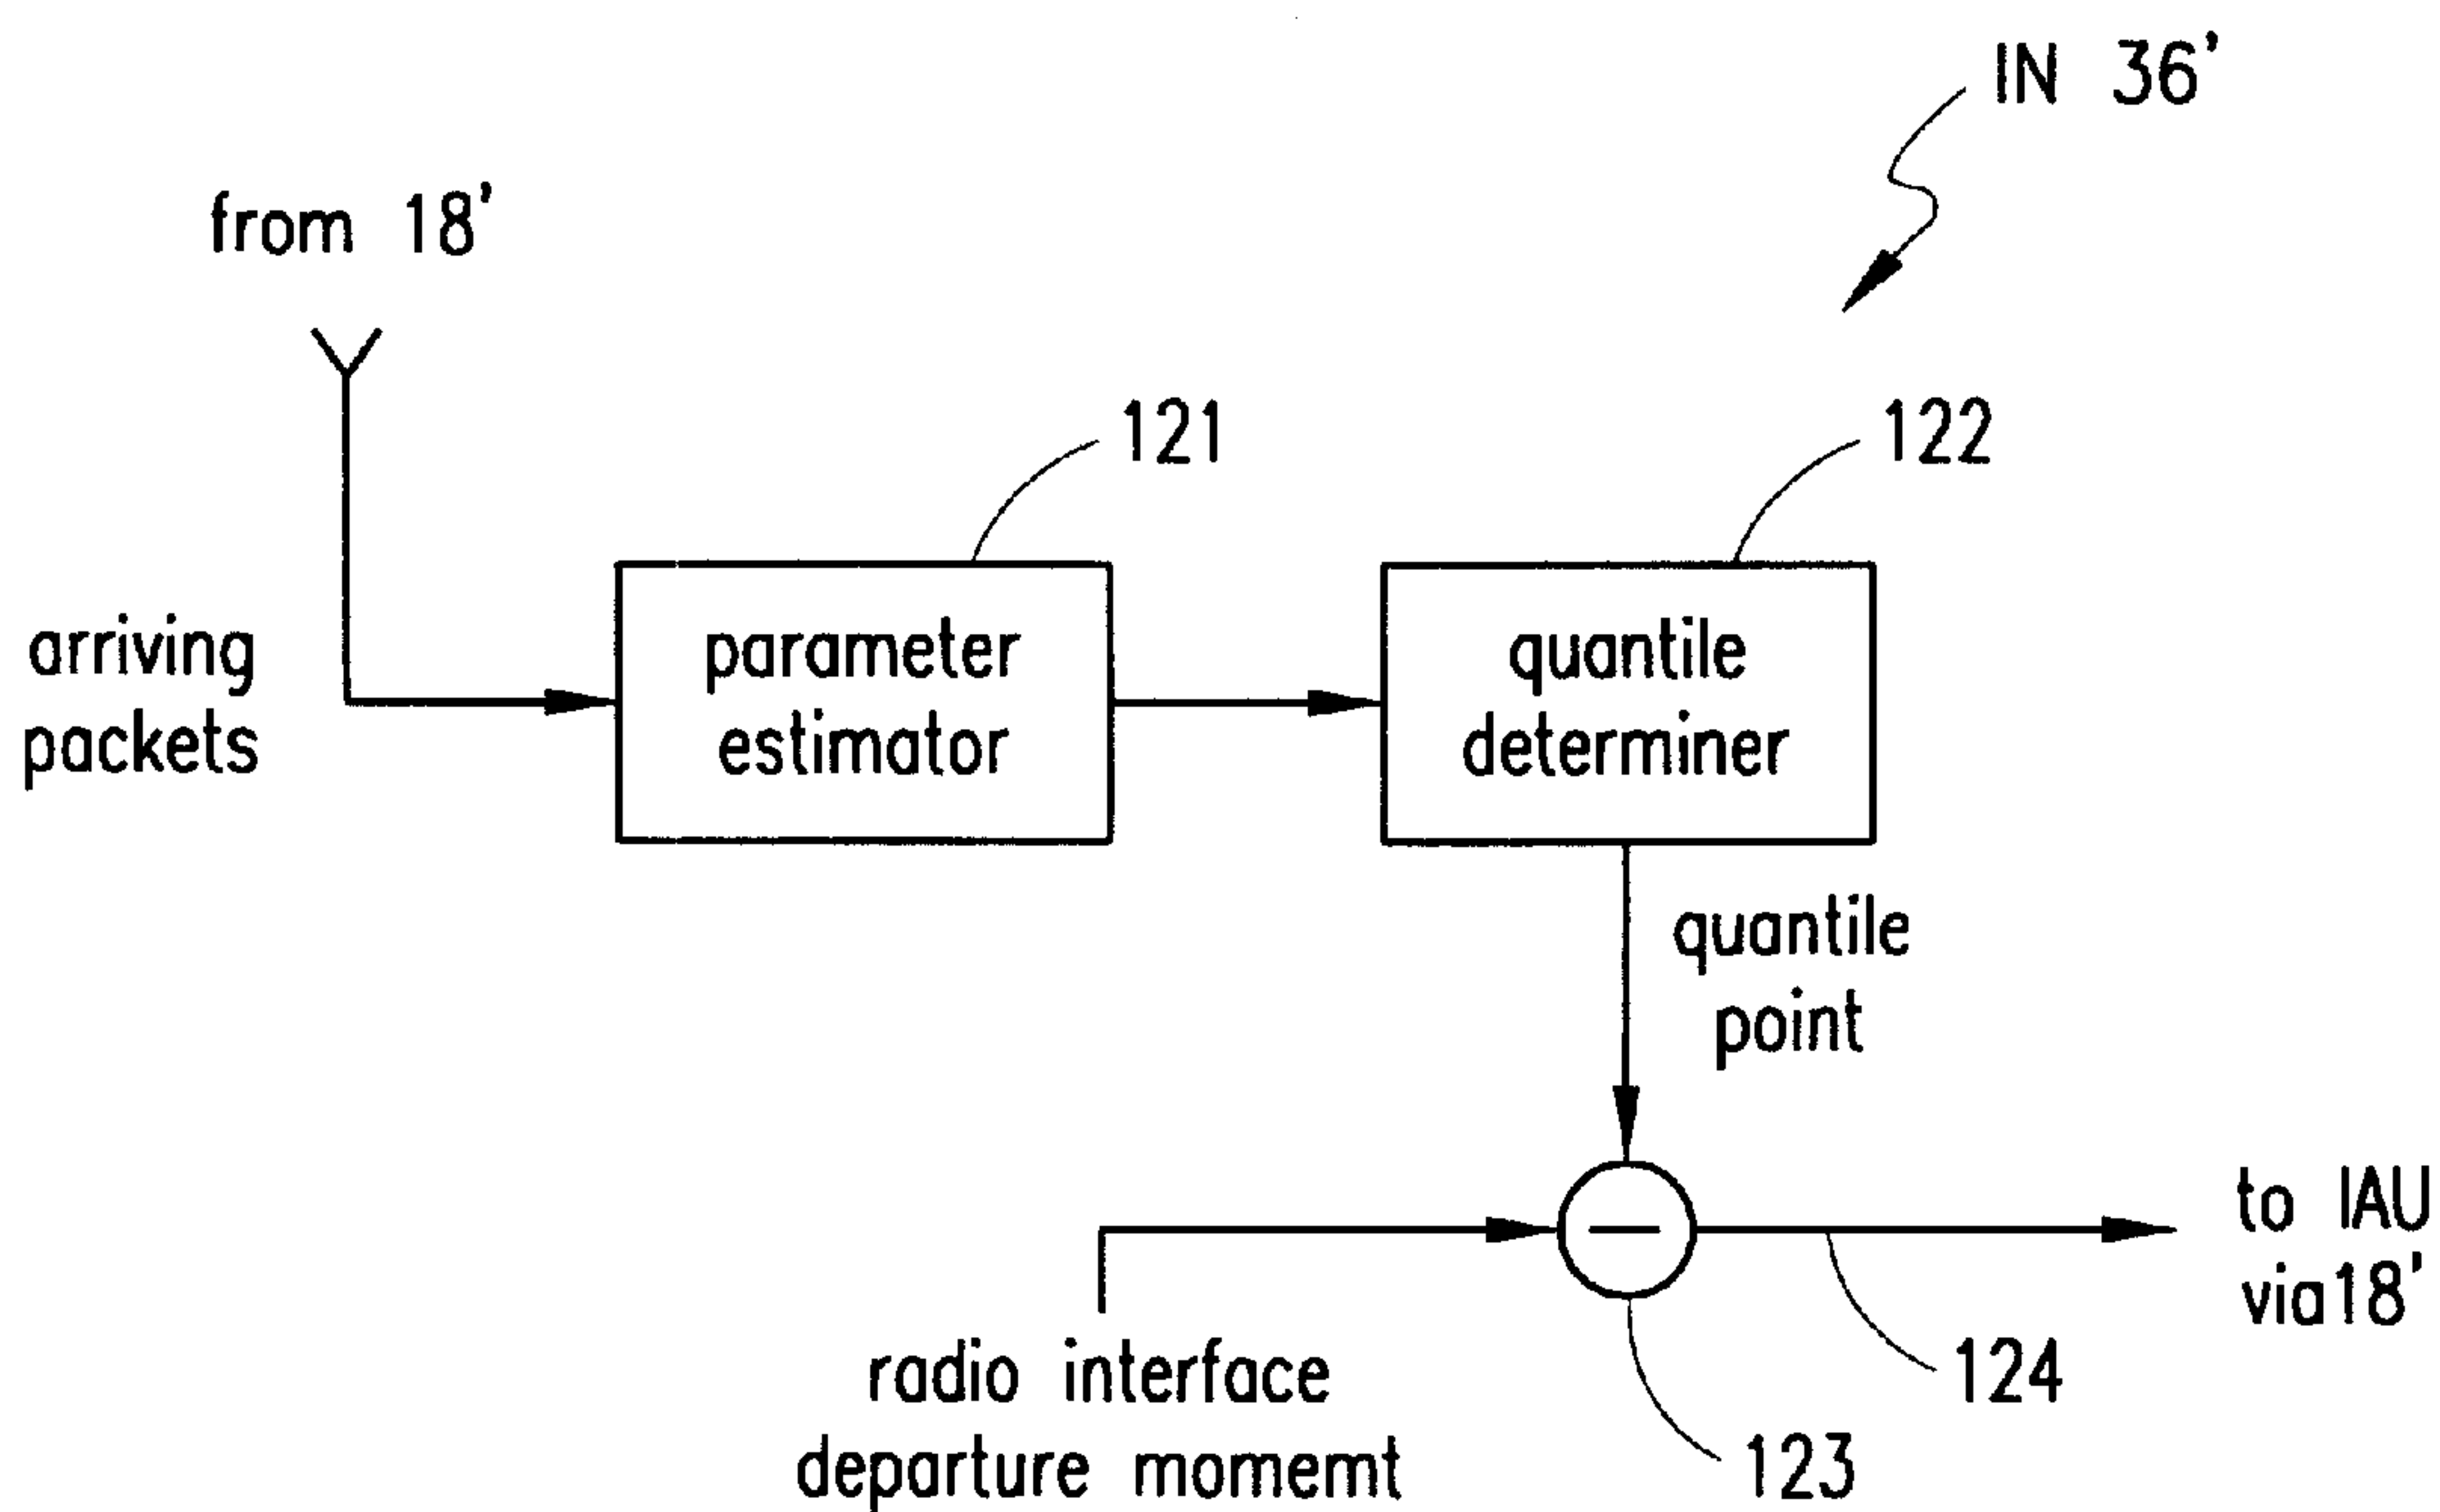 IN 36'
from 18'
121
122
arriving
packets
parameter
estimator
quantile
determiner
quantile
point
to IAU
via18'
radio interface
departure momemt
124
123